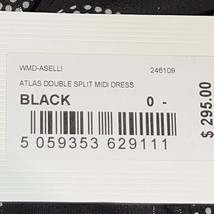 WMD-ASELLI 246109
ATLAS DOUBLE SPLIT MIDI DRESS
BLACK 0 -
5 059353 629111
$ 295.00